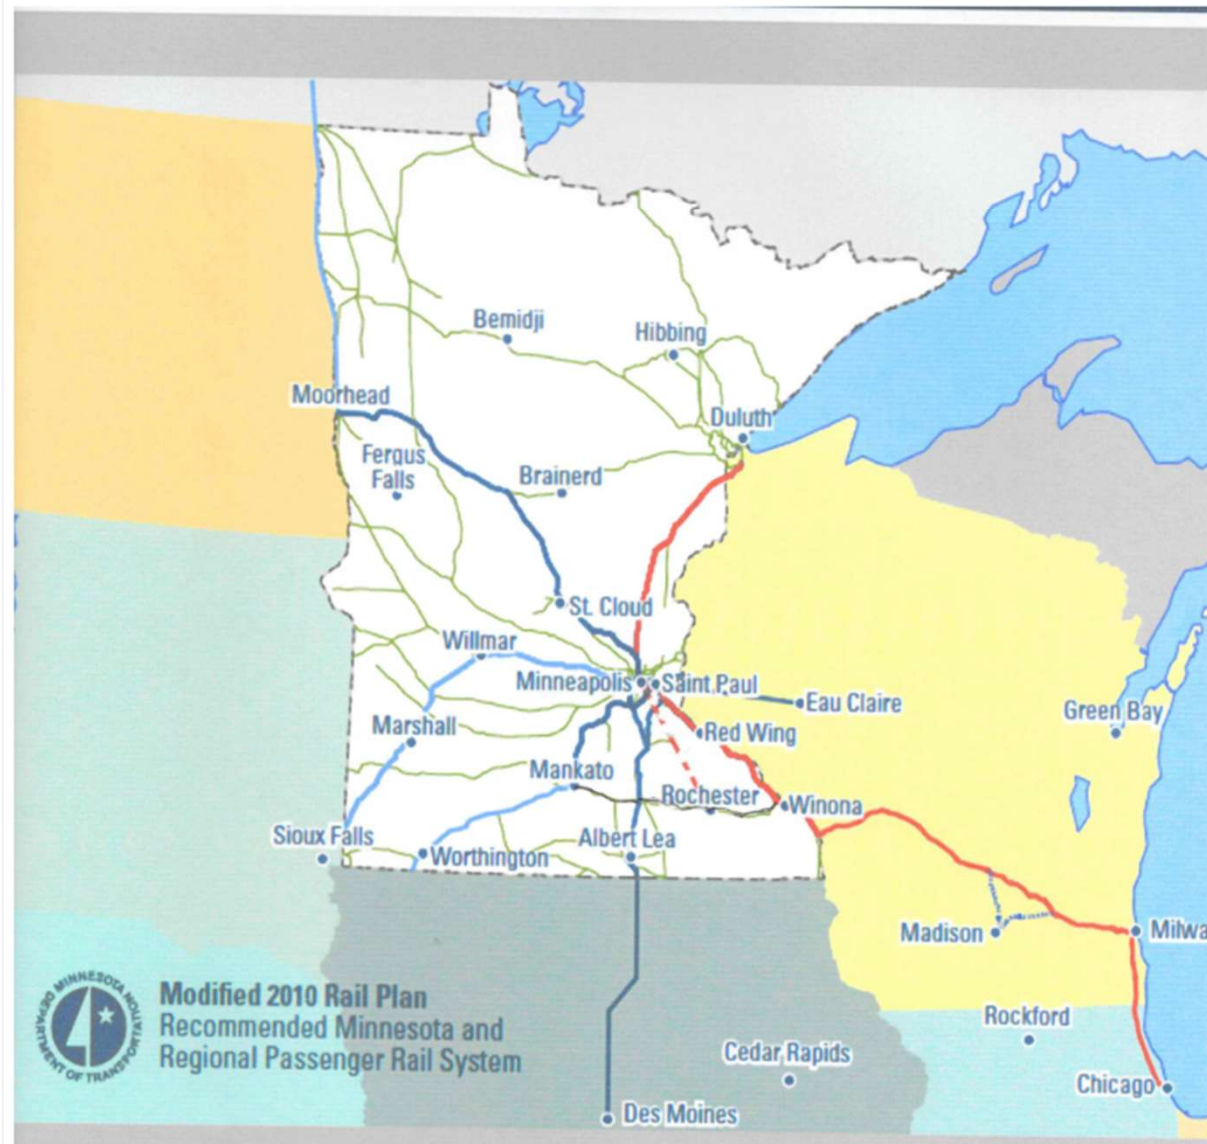 Bemidji
Hibbing
Moorhead
Duluth
Fergus
Falls
Brainerd
St. Cloud
Willmar
Minneapolis
Saint Paul
Eau Claire
Green Bay
Marshall
Red Wing
Mankato
Rochester
Winona
Sioux Falls
Albert Lea
Worthington
Madison
Milwa
MINNESOTA
DEPARTMENT OF TRANSPORTATION
Modified 2010 Rail Plan
Recommended Minnesota and
Regional Passenger Rail System
Rockford
Cedar Rapids
Chicago
Des Moines